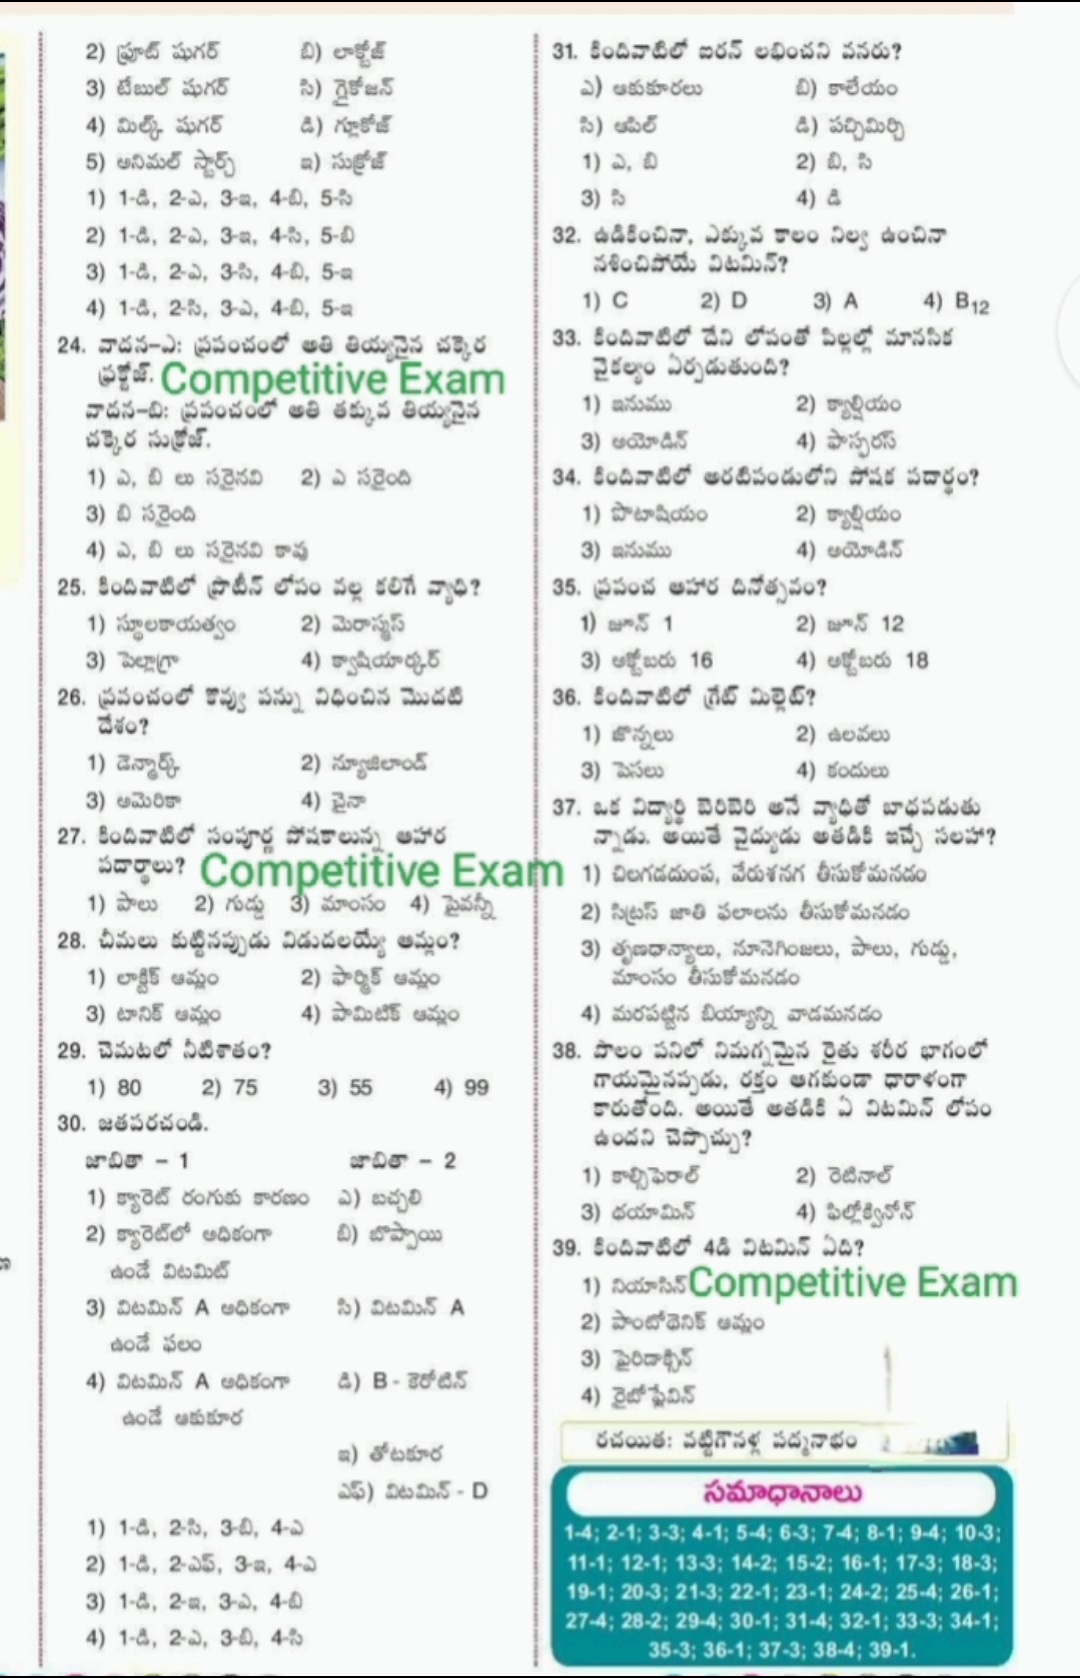 2) ఫ్రూట్ షుగర్ బి) లాక్టోజ్
3) టేబుల్ షుగర్ సి) గ్లైకోజన్
4) మిల్క్ షుగర్ డి) గ్లూకోజ్
5) అనిమల్ స్టార్చ్ ఇ) సుక్రోజ్
1) 1-డి, 2-ఎ, 3-ఇ, 4-బి, 5-సి
2) 1-డి, 2-ఎ, 3-ఇ, 4-సి, 5-బి
3) 1-డి, 2-ఎ, 3-సి, 4-బి, 5-ఇ
4) 1-డి, 2-సి, 3-ఎ, 4-బి, 5-ఇ
24. వాదన-ఎ: ప్రపంచంలో అతి తియ్యనైన చక్కెర
ఫ్రక్టోజ్. Competitive Exam
వాదన-బి: ప్రపంచంలో అతి తక్కువ తియ్యనైన
చక్కెర సుక్రోజ్.
1) ఎ, బి లు సరైనవి 2) ఎ సరైంది
3) బి సరైంది
4) ఎ, బి లు సరైనవి కావు
25. కిందివాటిలో ప్రొటీన్ లోపం వల్ల కలిగే వ్యాధి?
1) స్థూలకాయత్వం 2) మెరాస్మస్
3) పెల్లాగ్రా 4) క్వాషియార్కర్
26. ప్రపంచంలో కొవ్వు పన్ను విధించిన మొదటి
దేశం?
1) డెన్మార్క్ 2) న్యూజిలాండ్
3) అమెరికా 4) చైనా
27. కిందివాటిలో సంపూర్ణ పోషకాలున్న ఆహార
పదార్థాలు? Competitive Exam
1) పాలు 2) గుడ్డు 3) మాంసం 4) పైవన్నీ
28. చీమలు కుట్టినప్పుడు విడుదలయ్యే ఆమ్లం?
1) లాక్టిక్ ఆమ్లం 2) ఫార్మిక్ ఆమ్లం
3) టానిక్ ఆమ్లం 4) పామిటిక్ ఆమ్లం
29. చెమటలో నీటిశాతం?
1) 80 2) 75 3) 55 4) 99
30. జతపరచండి.
జాబితా - 1 జాబితా - 2
1) క్యారెట్ రంగుకు కారణం ఎ) బచ్చలి
2) క్యారెట్‌లో అధికంగా బి) బొప్పాయి
ఉండే విటమిట్
3) విటమిన్ A అధికంగా సి) విటమిన్ A
ఉండే ఫలం
4) విటమిన్ A అధికంగా డి) B - కెరోటిన్
ఉండే ఆకుకూర
ఇ) తోటకూర
ఎఫ్) విటమిన్ - D
1) 1-డి, 2-సి, 3-బి, 4-ఎ
2) 1-డి, 2-ఎఫ్, 3-ఇ, 4-ఎ
3) 1-డి, 2-ఇ, 3-ఎ, 4-బి
4) 1-డి, 2-ఎ, 3-బి, 4-సి
31. కిందివాటిలో ఐరన్ లభించని వనరు?
ఎ) ఆకుకూరలు బి) కాలేయం
సి) ఆపిల్ డి) పచ్చిమిర్చి
1) ఎ, బి 2) బి, సి
3) సి 4) డి
32. ఉడికించినా, ఎక్కువ కాలం నిల్వ ఉంచినా
నశించిపోయే విటమిన్?
1) C 2) D 3) A 4) B12
33. కిందివాటిలో దేని లోపంతో పిల్లల్లో మానసిక
వైకల్యం ఏర్పడుతుంది?
1) ఇనుము 2) క్యాల్షియం
3) అయోడిన్ 4) ఫాస్ఫరస్
34. కిందివాటిలో అరటిపండులోని పోషక పదార్థం?
1) పొటాషియం 2) క్యాల్షియం
3) ఇనుము 4) అయోడిన్
35. ప్రపంచ ఆహార దినోత్సవం?
1) జూన్ 1 2) జూన్ 12
3) అక్టోబరు 16 4) అక్టోబరు 18
36. కిందివాటిలో గ్రేట్ మిల్లెట్?
1) జొన్నలు 2) ఉలవలు
3) పెసలు 4) కందులు
37. ఒక విద్యార్థి బెరిబెరి అనే వ్యాధితో బాధపడుతు
న్నాడు. అయితే వైద్యుడు అతడికి ఇచ్చే సలహా?
1) చిలగడదుంప, వేరుశనగ తీసుకోమనడం
2) సిట్రస్ జాతి ఫలాలను తీసుకోమనడం
3) తృణధాన్యాలు, నూనెగింజలు, పాలు, గుడ్డు,
మాంసం తీసుకోమనడం
4) మరపట్టిన బియ్యాన్ని వాడమనడం
38. పొలం పనిలో నిమగ్నమైన రైతు శరీర భాగంలో
గాయమైనప్పడు, రక్తం ఆగకుండా ధారాళంగా
కారుతోంది. అయితే అతడికి ఏ విటమిన్ లోపం
ఉందని చెప్పొచ్చు?
1) కాల్సిఫెరాల్ 2) రెటినాల్
3) థయామిన్ 4) ఫిల్లోక్వినోన్
39. కిందివాటిలో 4డి విటమిన్ ఏది?
1) నియాసిన్ Competitive Exam
2) పాంటోథెనిక్ ఆమ్లం
3) పైరిడాక్సిన్
4) రైబోఫ్లేవిన్
రచయిత: వట్టిగౌనళ్ల పద్మనాభం
సమాధానాలు
1-4; 2-1; 3-3; 4-1; 5-4; 6-3; 7-4; 8-1; 9-4; 10-3;
11-1; 12-1; 13-3; 14-2; 15-2; 16-1; 17-3; 18-3;
19-1; 20-3; 21-3; 22-1; 23-1; 24-2; 25-4; 26-1;
27-4; 28-2; 29-4; 30-1; 31-4; 32-1; 33-3; 34-1;
35-3; 36-1; 37-3; 38-4; 39-1.